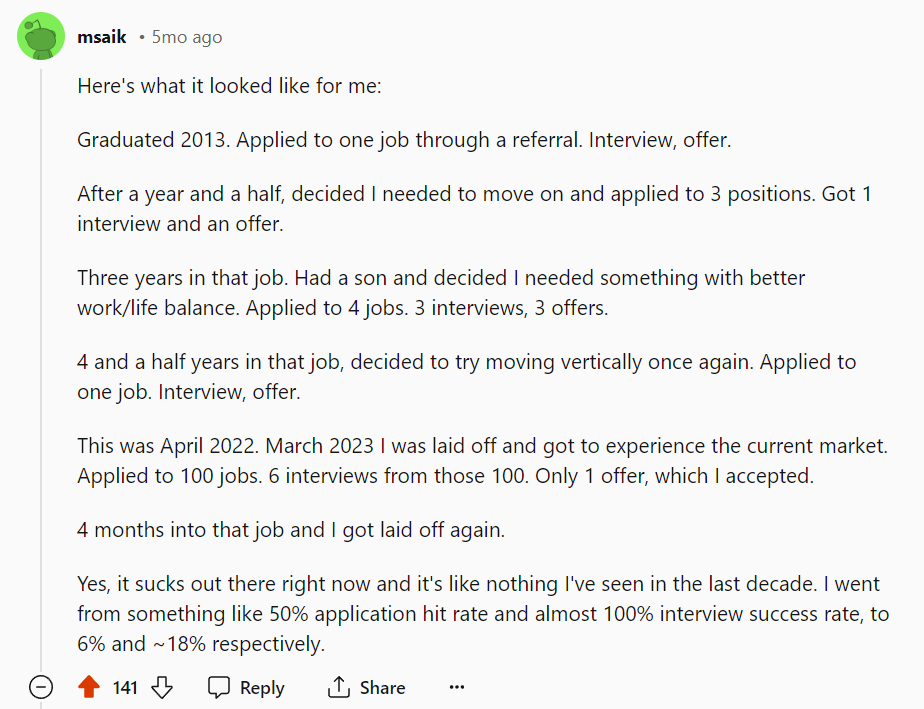 msaik • 5mo ago
Here's what it looked like for me:
Graduated 2013. Applied to one job through a referral. Interview, offer.
After a year and a half, decided I needed to move on and applied to 3 positions. Got 1
interview and an offer.
Three years in that job. Had a son and decided I needed something with better
work/life balance. Applied to 4 jobs. 3 interviews, 3 offers.
4 and a half years in that job, decided to try moving vertically once again. Applied to
one job. Interview, offer.
This was April 2022. March 2023 I was laid off and got to experience the current market.
Applied to 100 jobs. 6 interviews from those 100. Only 1 offer, which I accepted.
4 months into that job and I got laid off again.
Yes, it sucks out there right now and it's like nothing I've seen in the last decade. I went
from something like 50% application hit rate and almost 100% interview success rate, to
6% and ~18% respectively.
141 Reply Share ...